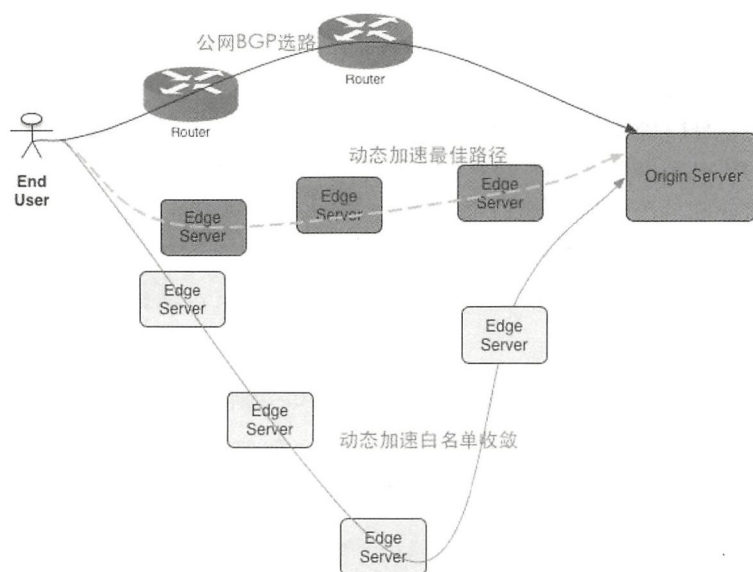 公网BGP选路
Router
Router
End
User
动态加速最佳路径
Origin Server
Edge
Server
Edge
Server
Edge
Server
Edge
Server
Edge
Server
Edge
Server
动态加速白名单收敛
Edge
Server